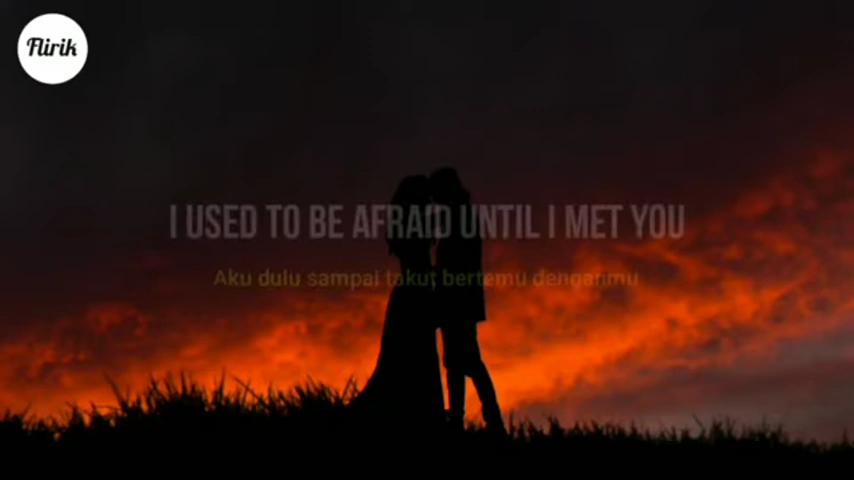 Flirik
I USED TO BE AFRAID UNTIL I MET YOU
Aku dulu sampai takut bertemu denganmu